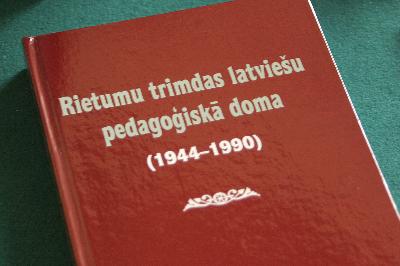 Rietumu trimdas latviešu
pedagoģiskā doma
(1944–1990)